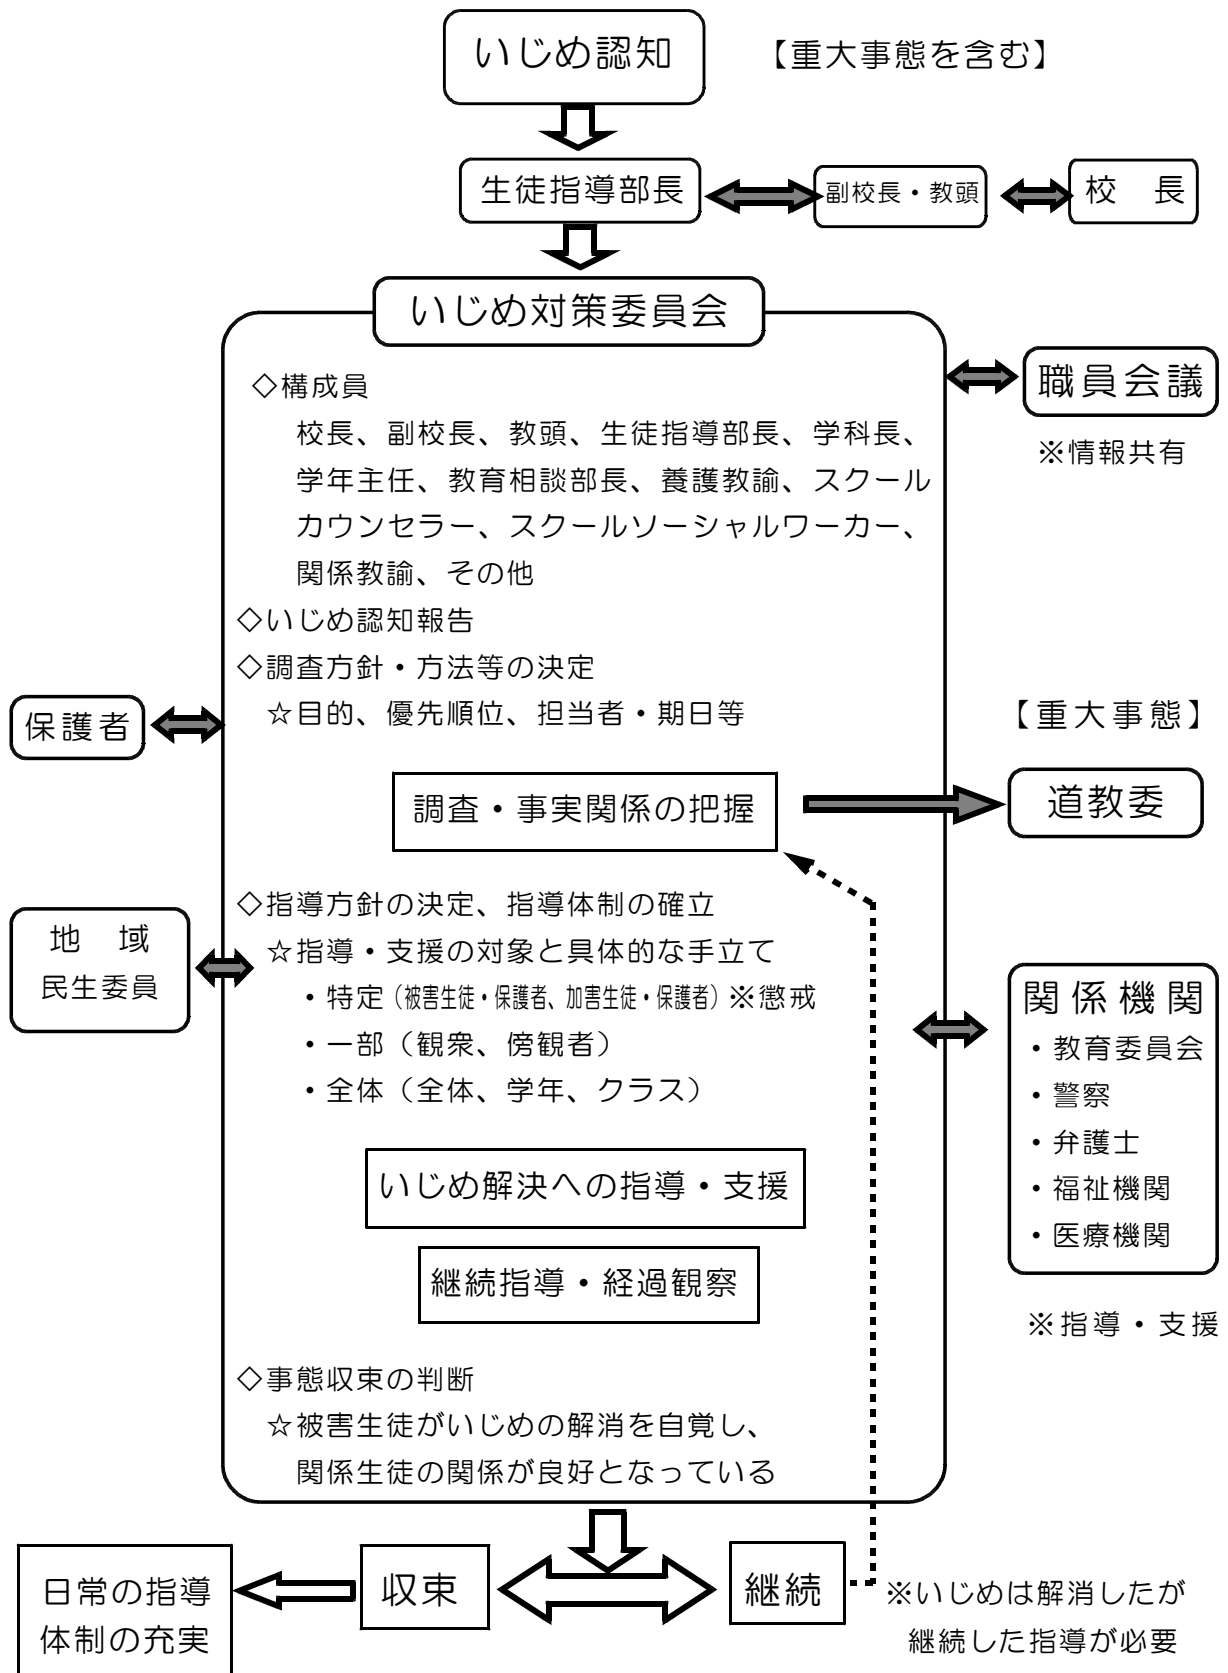 いじめ認知
【重大事態を含む】
生徒指導部長
副校長・教頭
校　長
いじめ対策委員会
◇構成員
校長、副校長、教頭、生徒指導部長、学科長、
学年主任、教育相談部長、養護教諭、スクール
カウンセラー、スクールソーシャルワーカー、
関係教諭、その他
職員会議
※情報共有
◇いじめ認知報告
◇調査方針・方法等の決定
☆目的、優先順位、担当者・期日等
保護者
【重大事態】
調査・事実関係の把握
道教委
◇指導方針の決定、指導体制の確立
☆指導・支援の対象と具体的な手立て
・特定（被害生徒・保護者、加害生徒・保護者）※懲戒
・一部（観衆、傍観者）
・全体（全体、学年、クラス）
地　域
民生委員
関係機関
・教育委員会
・警察
・弁護士
・福祉機関
・医療機関
※指導・支援
いじめ解決への指導・支援
継続指導・経過観察
◇事態収束の判断
☆被害生徒がいじめの解消を自覚し、
関係生徒の関係が良好となっている
日常の指導
体制の充実
収束
継続
※いじめは解消したが
継続した指導が必要